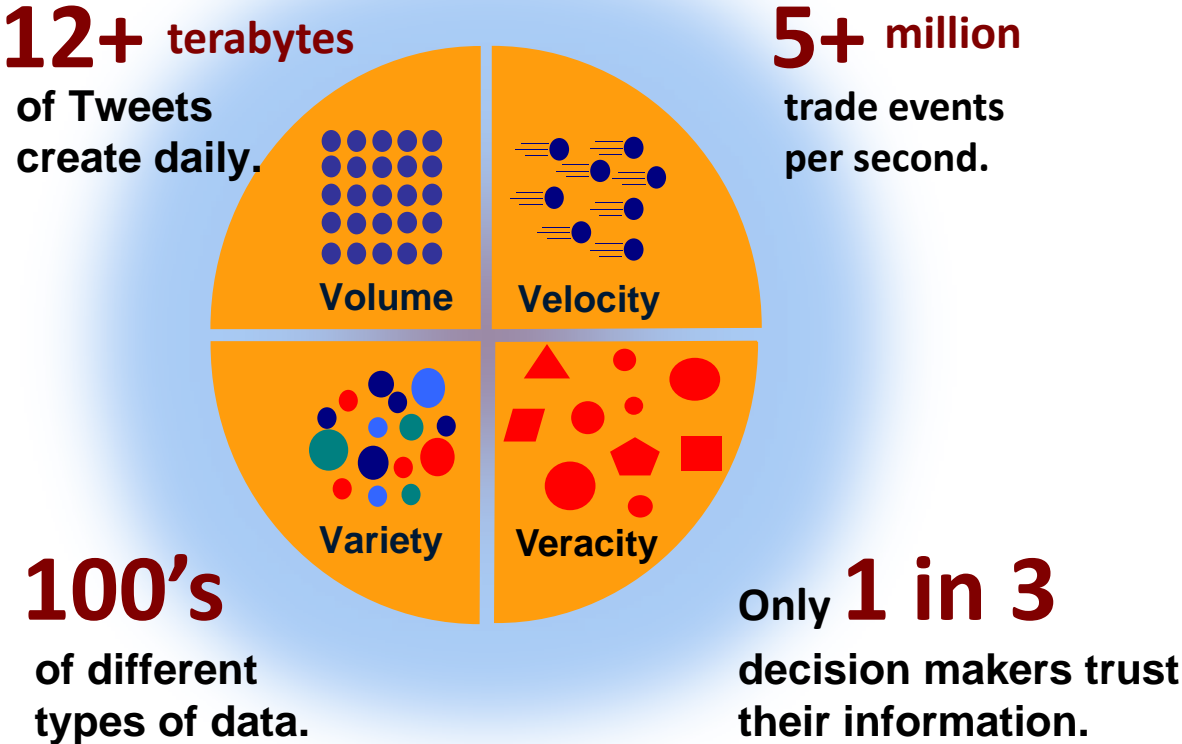 12+ terabytes
of Tweets
create daily.
5+ million
trade events
per second.
Volume
Velocity
Variety
Veracity
100’s
of different
types of data.
Only 1 in 3
decision makers trust
their information.